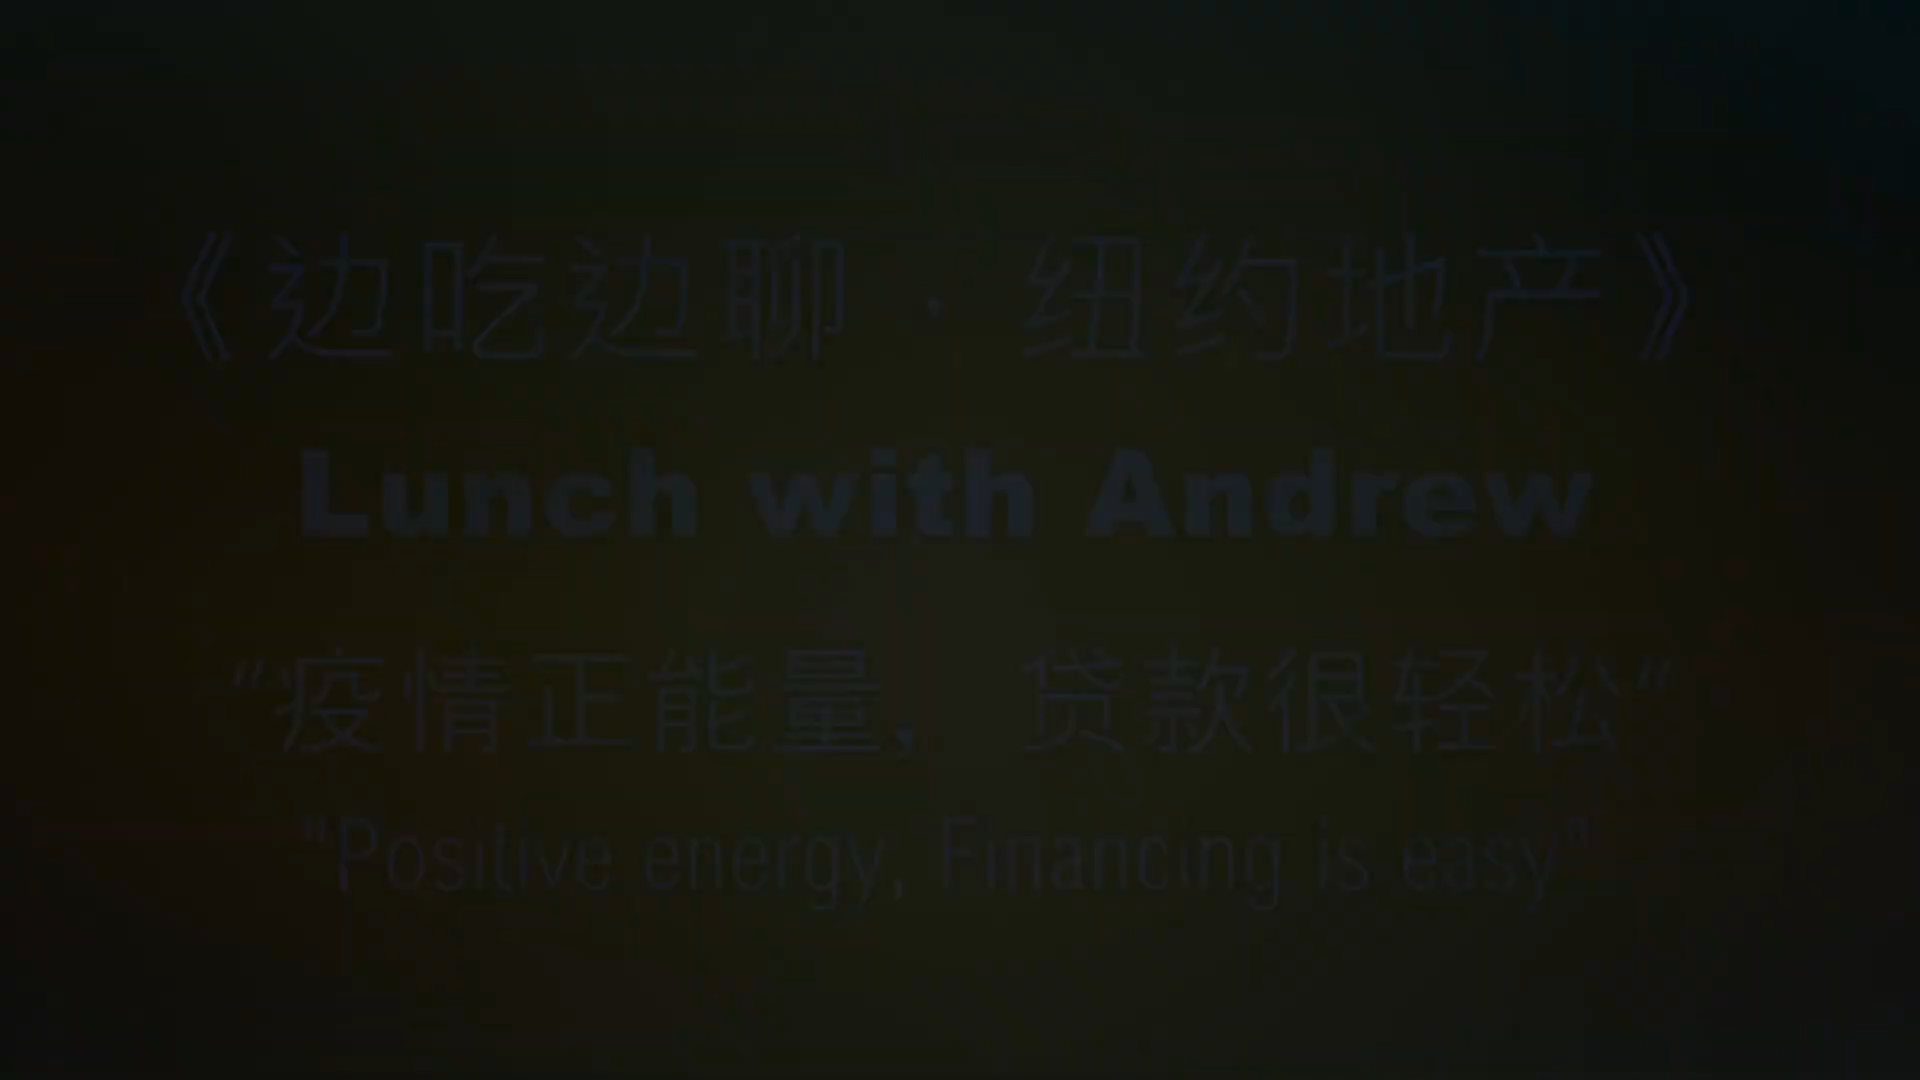 《边吃边聊 · 纽约地产》
Lunch with Andrew
“疫情正能量， 贷款很轻松”
"Positive energy, Financing is easy"